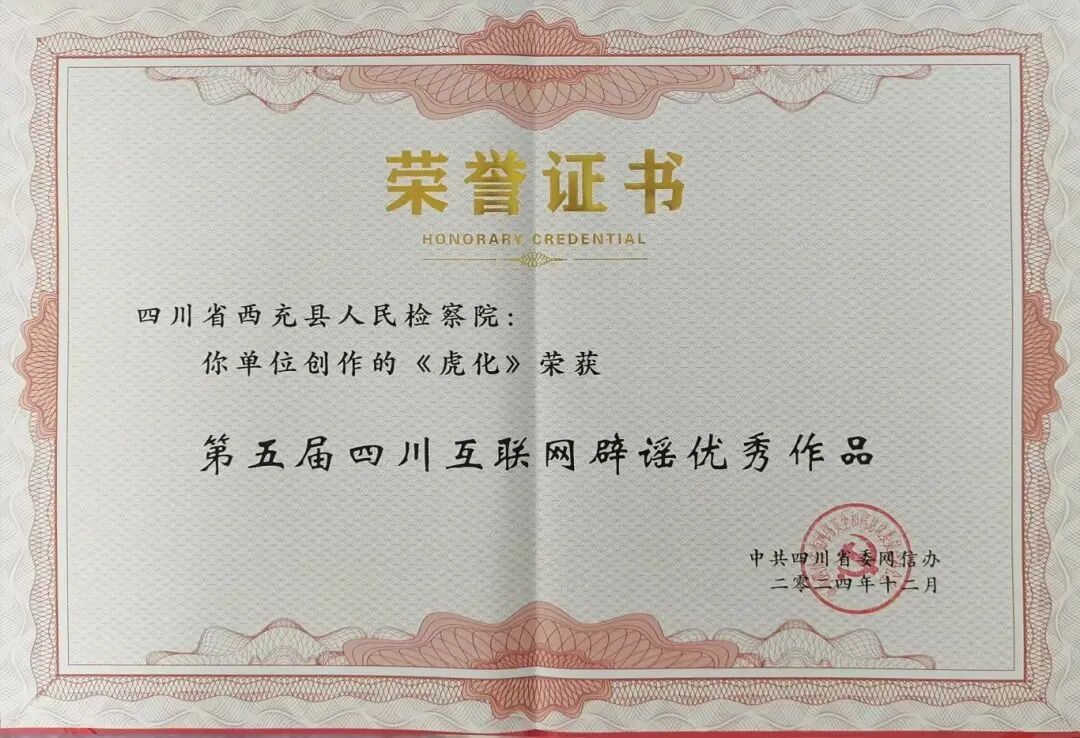 荣誉证书
HONORARY CREDENTIAL
四川省西充县人民检察院：
你单位创作的《虎化》荣获
第五届四川互联网辟谣优秀作品
中共四川省委网信办
二零二四年十二月